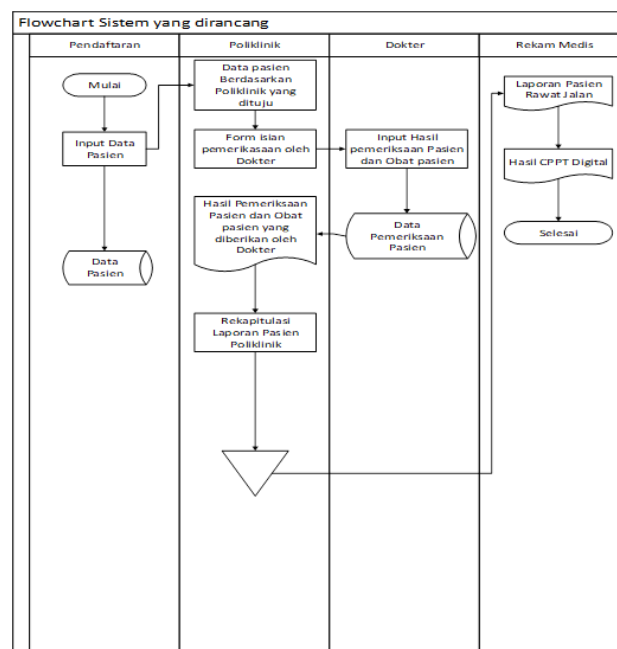 Flowchart Sistem yang dirancang
Pendaftaran
Poliklinik
Dokter
Rekam Medis
Mulai
Input Data
Pasien
Data
Pasien
Data pasien
Berdasarkan
Poliklinik yang
dituju
Form isian
pemerikasaan oleh
Dokter
Hasil Pemeriksaan
Pasien dan Obat
pasien yang
diberikan oleh
Dokter
Rekapitulasi
Laporan Pasien
Poliklinik
Input Hasil
pemeriksaan Pasien
dan Obat pasien
Data
Pemeriksaan
Pasien
Laporan Pasien
Rawat Jalan
Hasil CPPT Digital
Selesai